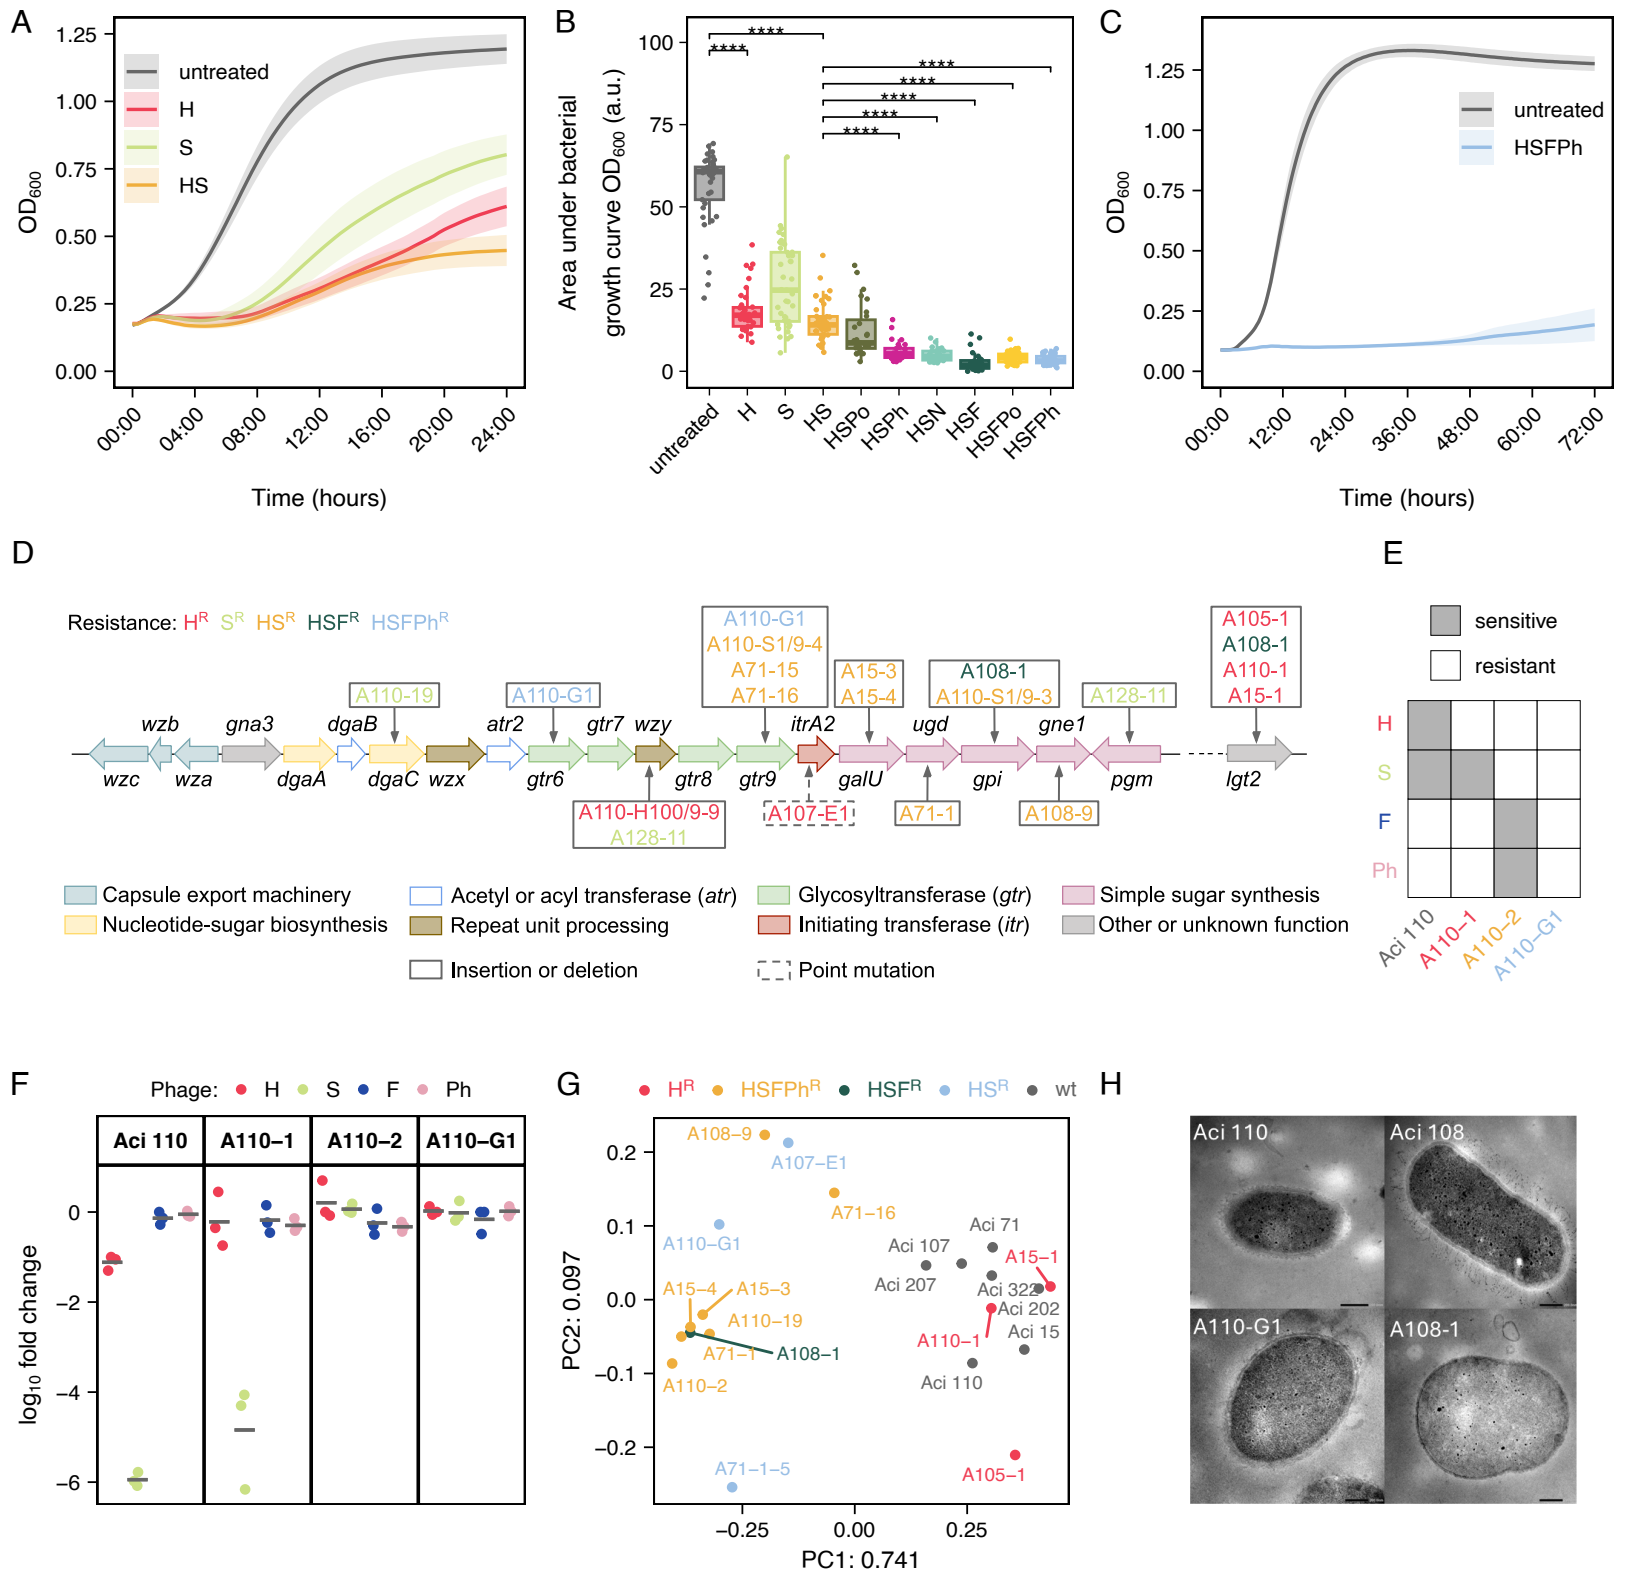 A
1.25
1.00
0.75
0.50
0.25
0.00
OD600
untreated
H
S
HS
00:00
04:00
08:00
12:00
16:00
20:00
24:00
Time (hours)
B
Area under bacterial
growth curve OD600 (a.u.)
100
75
50
25
0
****
****
****
****
****
****
****
untreated
H
S
HS
HSPo
HSPh
HSN
HSF
HSFPo
HSFPh
C
1.25
1.00
0.75
0.50
0.25
0.00
OD600
untreated
HSFPh
00:00
12:00
24:00
36:00
48:00
60:00
72:00
Time (hours)
D
Resistance: HR SR HSR HSFR HSFPhR
A110-19
A110-G1
A110-G1
A110-S1/9-4
A71-15
A71-16
A15-3
A15-4
A108-1
A110-S1/9-3
A128-11
A105-1
A108-1
A110-1
A15-1
wzb
gna3
dgaB
atr2
gtr7
wzy
itrA2
ugd
gne1
wzc
wza
dgaA
dgaC
wzx
gtr6
gtr8
gtr9
galU
gpi
pgm
lgt2
A110-H100/9-9
A128-11
A107-E1
A71-1
A108-9
Capsule export machinery
Acetyl or acyl transferase (atr)
Glycosyltransferase (gtr)
Simple sugar synthesis
Nucleotide-sugar biosynthesis
Repeat unit processing
Initiating transferase (itr)
Other or unknown function
Insertion or deletion
Point mutation
E
sensitive
resistant
H
S
F
Ph
Aci 110
A110–1
A110–2
A110–G1
F
Phage: H S F Ph
Aci 110
A110–1
A110–2
A110–G1
log10 fold change
0
−2
−4
−6
G
HR HSFPhR HSFR HSR wt
PC2: 0.097
0.2
0.1
0.0
−0.1
−0.2
A108–9
A107–E1
A71–16
A110–G1
A15–4
A15–3
A110–19
A71–1
A108–1
A110–2
A71–1–5
Aci 71
Aci 107
A15–1
Aci 207
Aci 322
Aci 202
A110–1
Aci 15
Aci 110
A105–1
−0.25
0.00
0.25
PC1: 0.741
H
Aci 110
Aci 108
A110-G1
A108-1